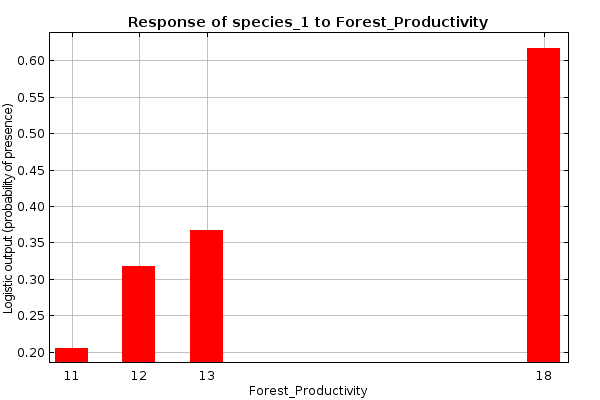 Response of species_1 to Forest_Productivity
Logistic output (probability of presence)
0.60
0.55
0.50
0.45
0.40
0.35
0.30
0.25
0.20
11 12 13 18
Forest_Productivity